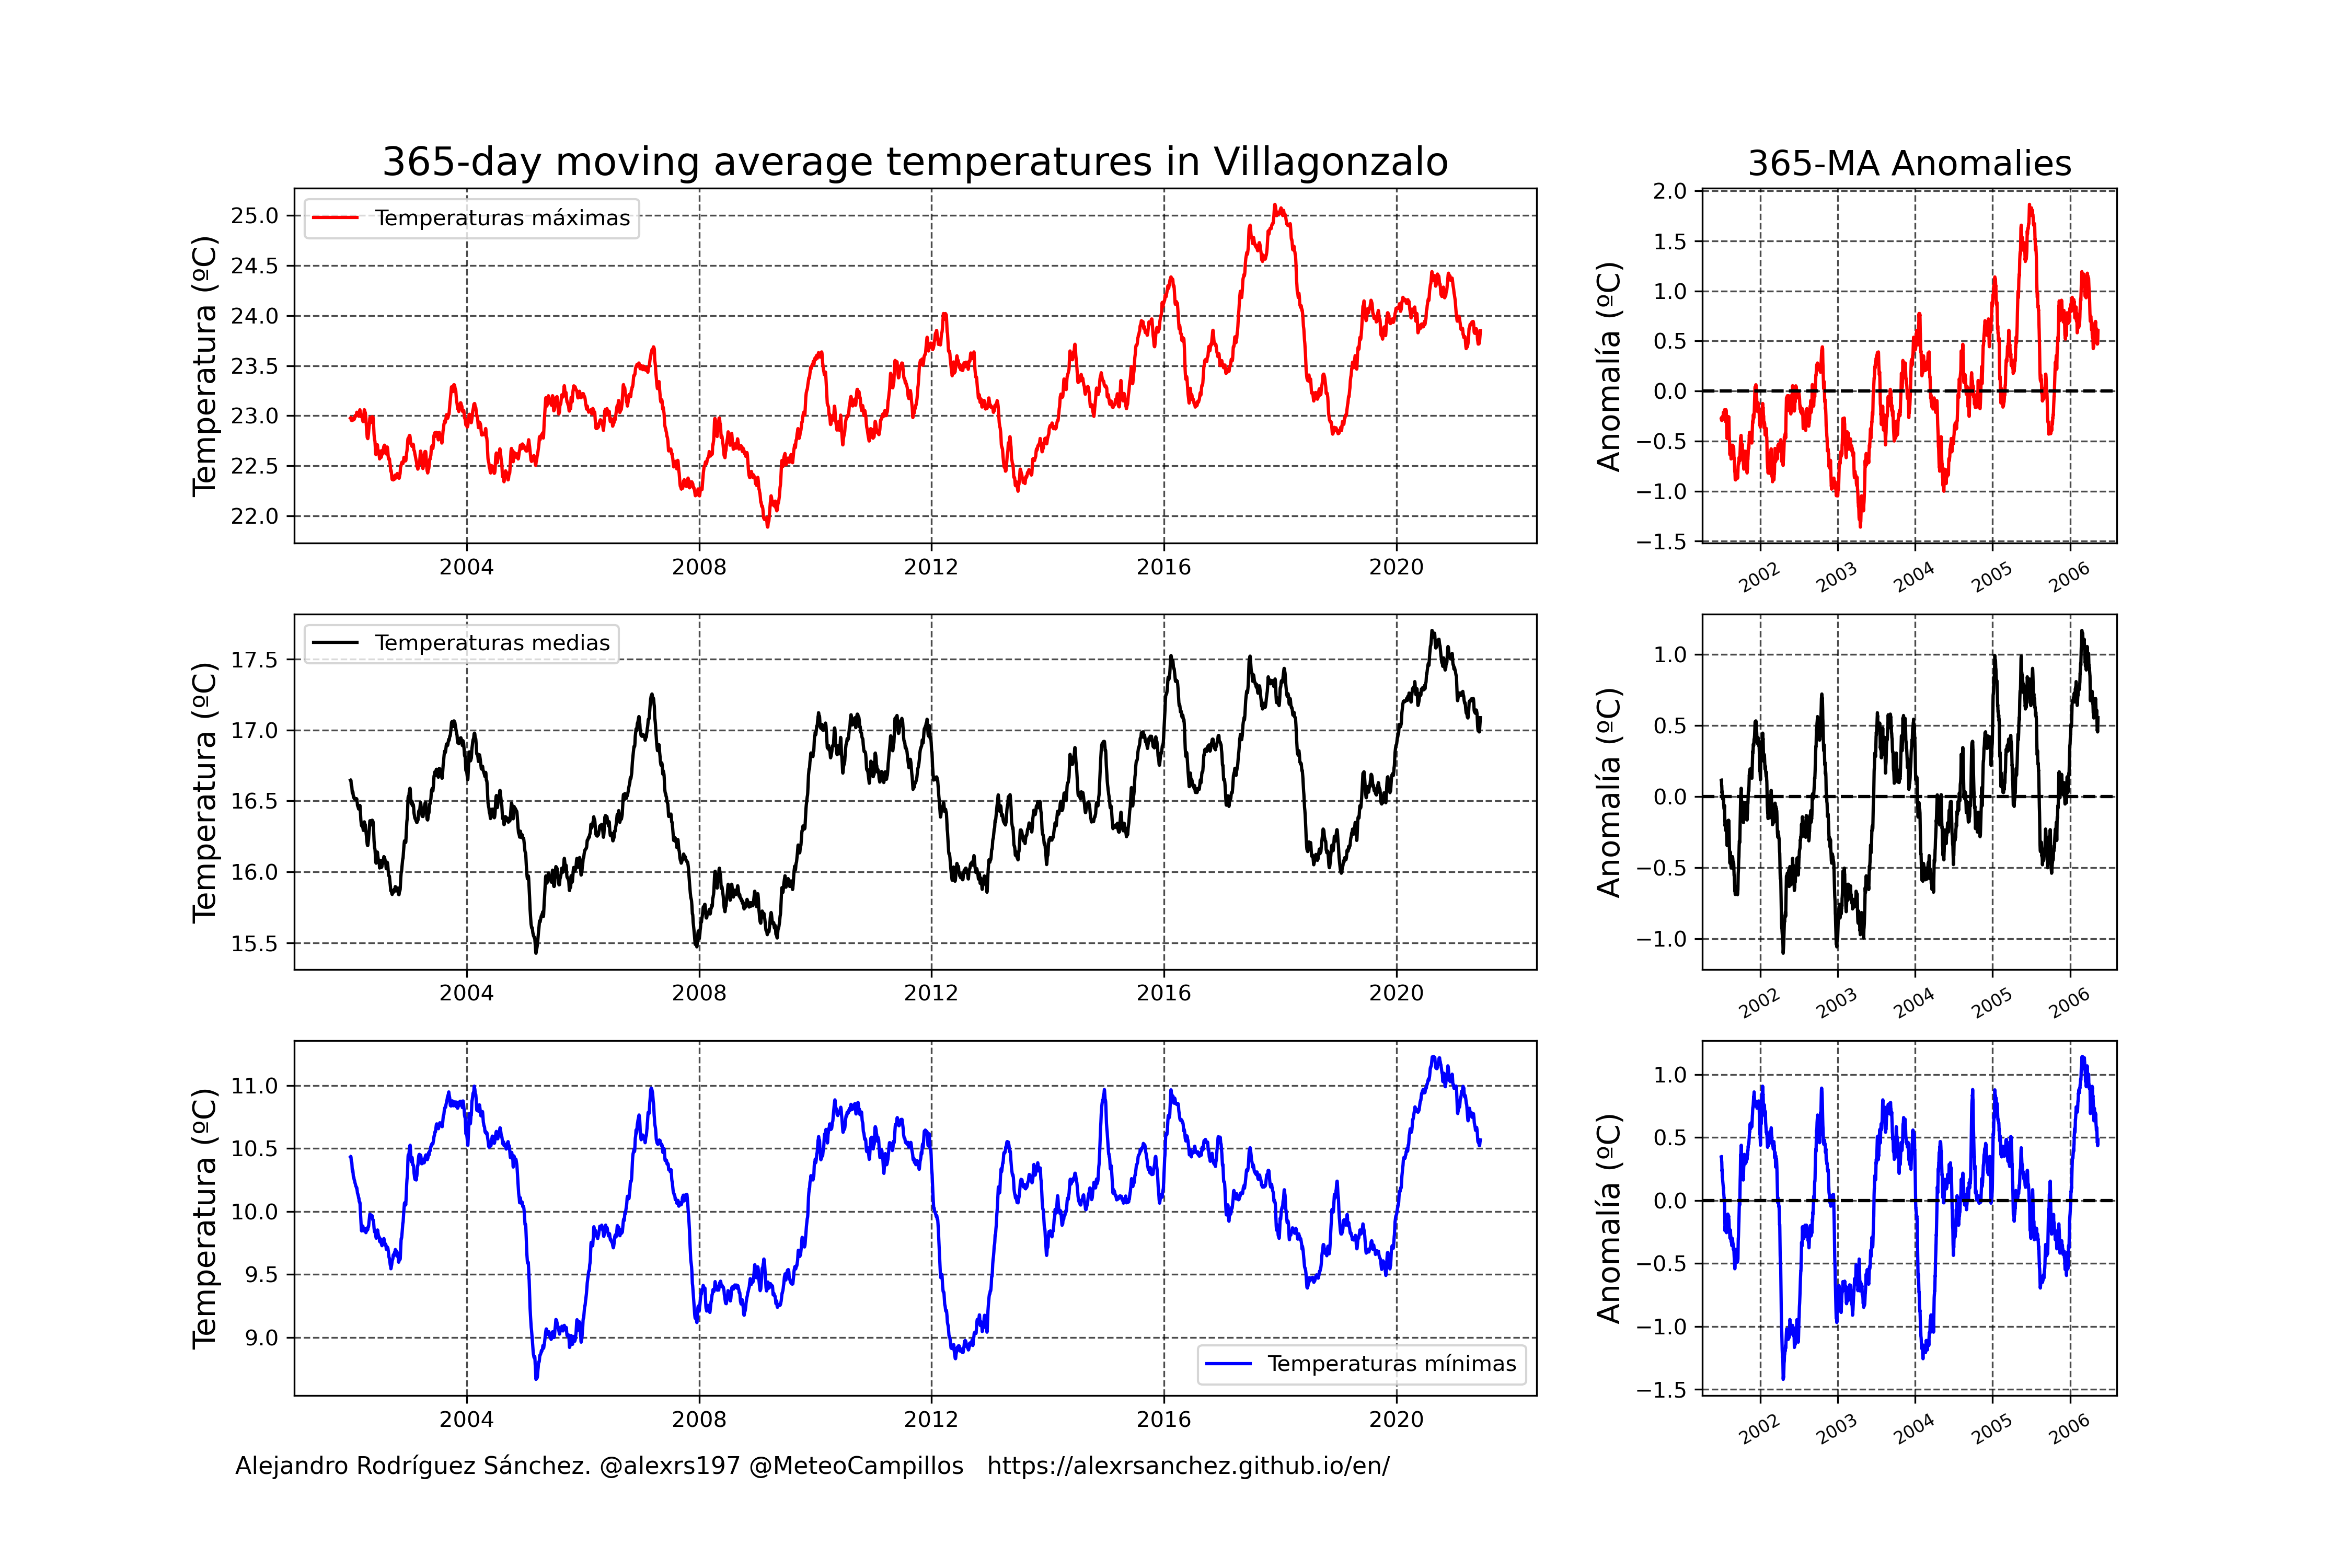 365-day moving average temperatures in Villagonzalo
Temperatura (ºC)
25.0
24.5
24.0
23.5
23.0
22.5
22.0
Temperaturas máximas
2004 2008 2012 2016 2020
365-MA Anomalies
Anomalía (ºC)
2.0
1.5
1.0
0.5
0.0
−0.5
−1.0
−1.5
2002 2003 2004 2005 2006
Temperatura (ºC)
17.5
17.0
16.5
16.0
15.5
Temperaturas medias
2004 2008 2012 2016 2020
Anomalía (ºC)
1.0
0.5
0.0
−0.5
−1.0
2002 2003 2004 2005 2006
Temperatura (ºC)
11.0
10.5
10.0
9.5
9.0
Temperaturas mínimas
2004 2008 2012 2016 2020
Anomalía (ºC)
1.0
0.5
0.0
−0.5
−1.0
−1.5
2002 2003 2004 2005 2006
Alejandro Rodríguez Sánchez. @alexrs197 @MeteoCampillos https://alexrsanchez.github.io/en/